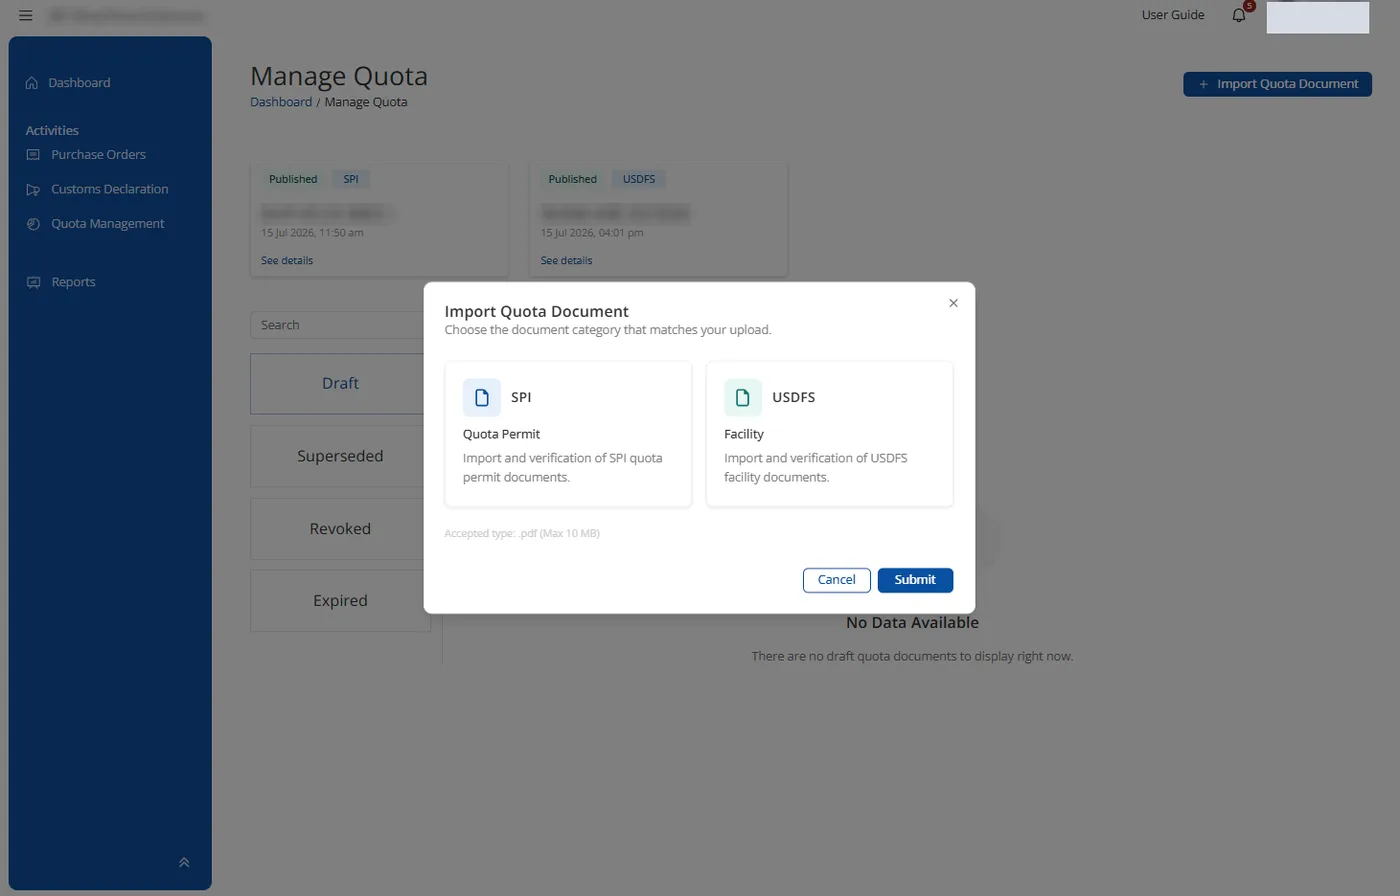 User Guide
5
Dashboard
Activities
Purchase Orders
Customs Declaration
Quota Management
Reports
Manage Quota
Dashboard / Manage Quota
+ Import Quota Document
Published SPI
15 Jul 2026, 11:50 am
See details
Published USDFS
15 Jul 2026, 04:01 pm
See details
Search
Draft
Superseded
Revoked
Expired
Import Quota Document
Choose the document category that matches your upload.
SPI
Quota Permit
Import and verification of SPI quota
permit documents.
USDFS
Facility
Import and verification of USDFS
facility documents.
Accepted type: .pdf (Max 10 MB)
Cancel
Submit
No Data Available
There are no draft quota documents to display right now.